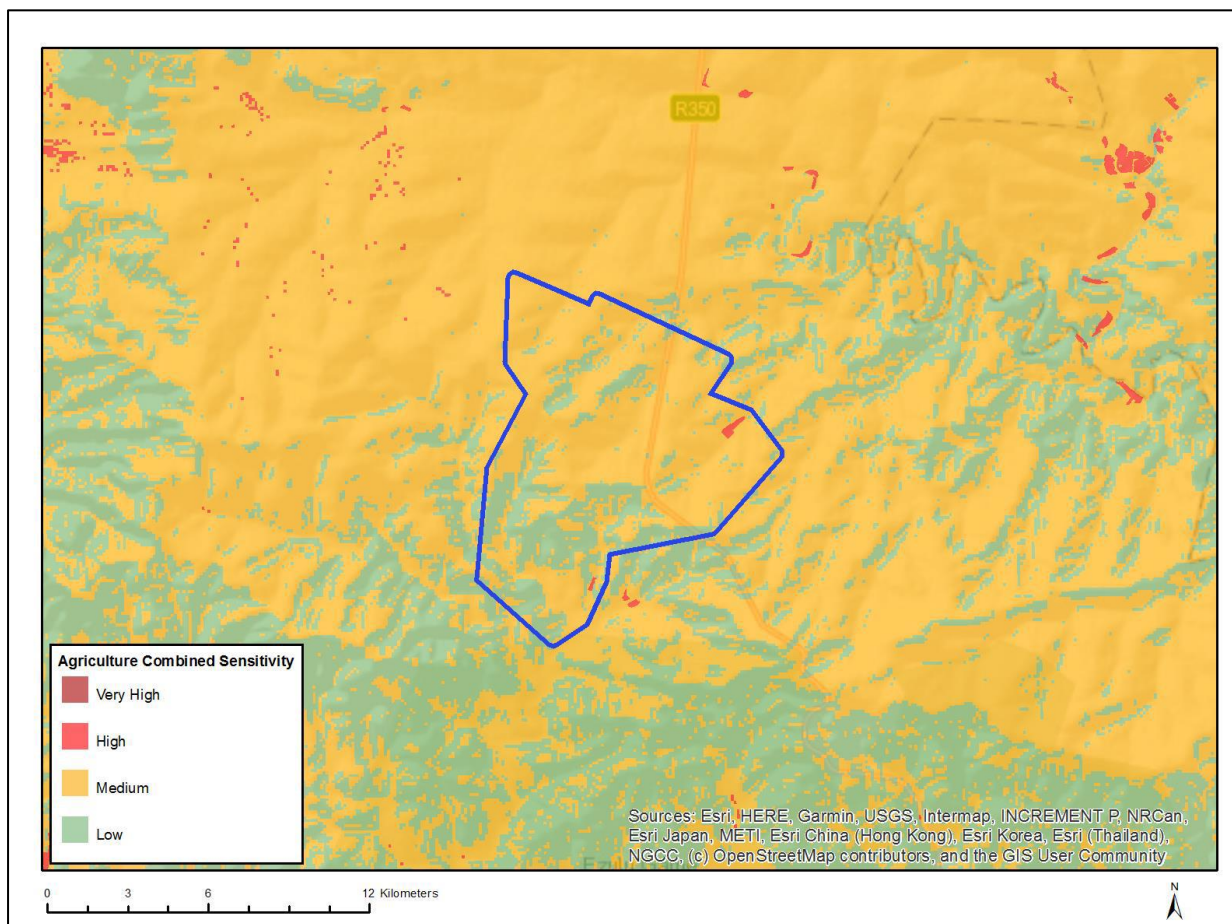 R350
Agriculture Combined Sensitivity
Very High
High
Medium
Low
Sources: Esri, HERE, Garmin, USGS, Intermap, INCREMENT P, NRCan,
Esri Japan, METI, Esri China (Hong Kong), Esri Korea, Esri (Thailand),
NGCC, (c) OpenStreetMap contributors, and the GIS User Community
0 3 6 12 Kilometers
N